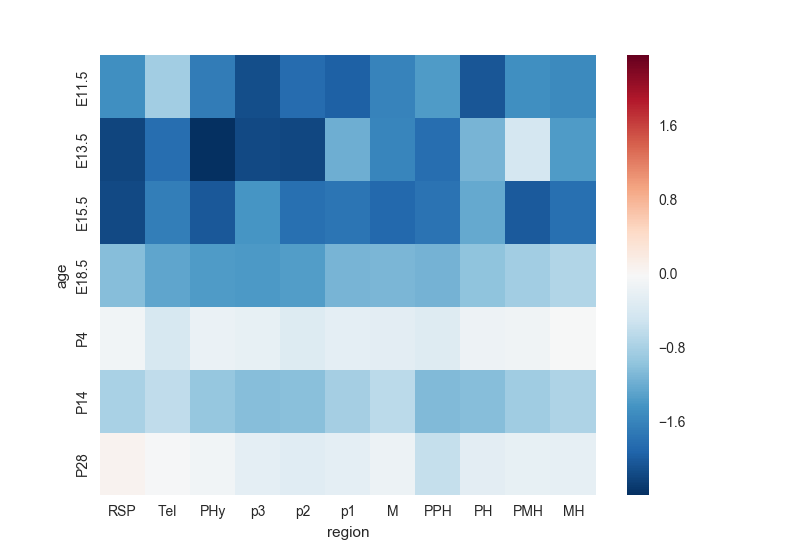 age
E11.5
E13.5
E15.5
E18.5
P4
P14
P28
RSP Tel PHy p3 p2 p1 M PPH PH PMH MH
region
1.6
0.8
0.0
−0.8
−1.6